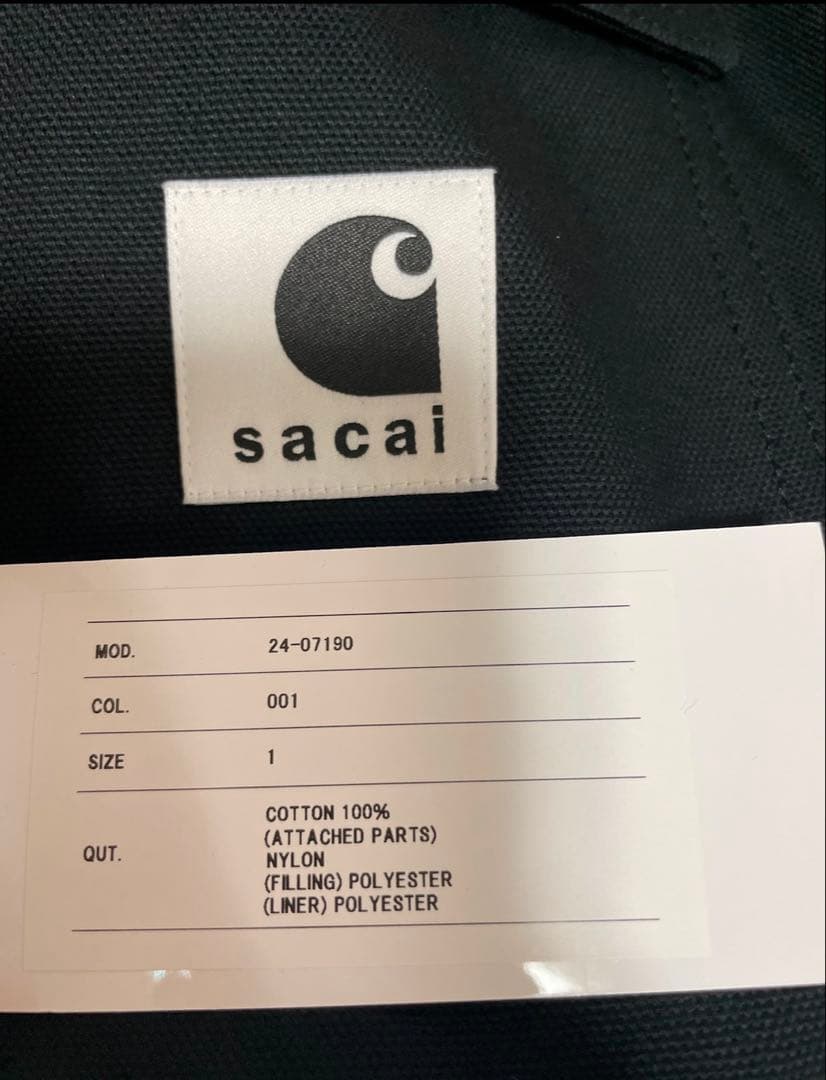 sacai
MOD. 24-07190
COL. 001
SIZE 1
QUT. COTTON 100%
(ATTACHED PARTS)
NYLON
(FILLING) POLYESTER
(LINER) POLYESTER